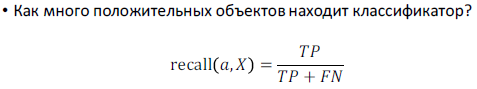 • Как много положительных объектов находит классификатор?
recall(a, X) = TP / (TP + FN)